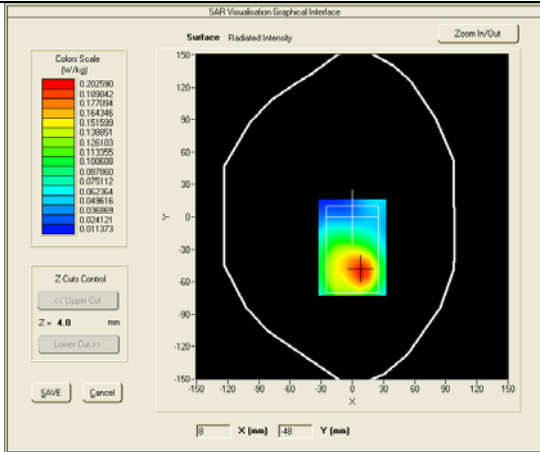 SAR Visualisation Graphical Interface
Surface Radiated Intensity
Zoom In/Out
Colors Scale
(W/kg)
0.202590
0.189842
0.177094
0.164346
0.151599
0.138851
0.126103
0.113355
0.100608
0.087860
0.075112
0.062364
0.049616
0.036869
0.024121
0.011373
150-
120-
90-
60-
30-
0-
-30-
-60-
-90-
-120-
-150-
Y
-150 -120 -90 -60 -30 0 30 60 90 120 150
X
Z Cuts Control
<< Upper Cut
Z = 4.0 mm
Lower Cut >>
SAVE Cancel
8 X (mm) -48 Y (mm)